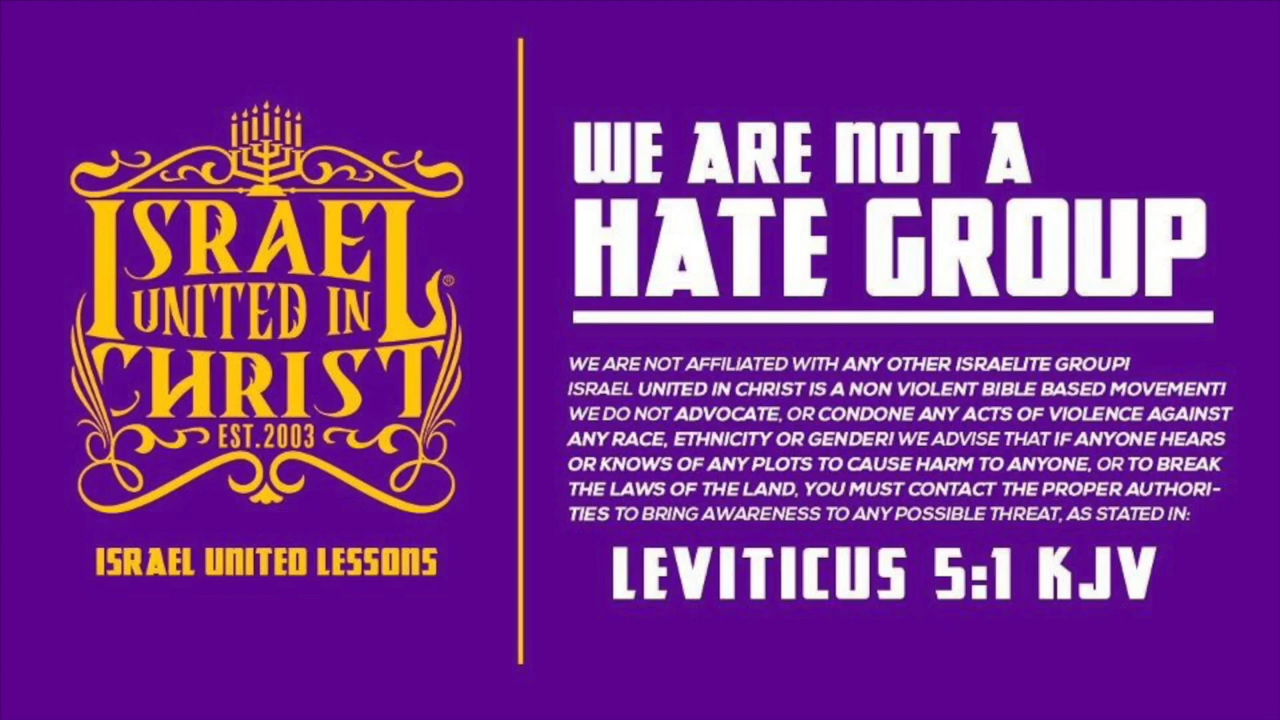 ISRAEL
UNITED IN
CHRIST
EST.2003
ISRAEL UNITED LESSONS
WE ARE NOT A
HATE GROUP
WE ARE NOT AFFILIATED WITH ANY OTHER ISRAELITE GROUP!
ISRAEL UNITED IN CHRIST IS A NON VIOLENT BIBLE BASED MOVEMENT!
WE DO NOT ADVOCATE, OR CONDONE ANY ACTS OF VIOLENCE AGAINST
ANY RACE, ETHNICITY OR GENDER! WE ADVISE THAT IF ANYONE HEARS
OR KNOWS OF ANY PLOTS TO CAUSE HARM TO ANYONE, OR TO BREAK
THE LAWS OF THE LAND, YOU MUST CONTACT THE PROPER AUTHORI-
TIES TO BRING AWARENESS TO ANY POSSIBLE THREAT, AS STATED IN:
LEVITICUS 5:1 KJV